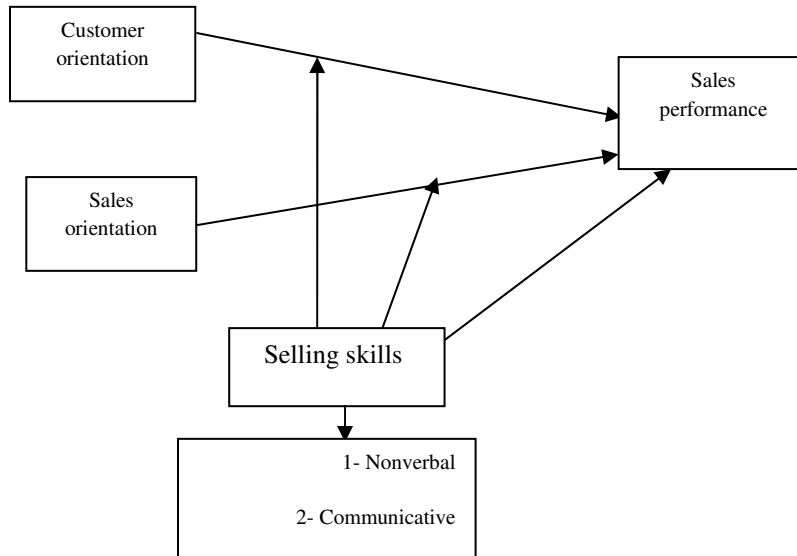 Customer
orientation
Sales
performance
Sales
orientation
Selling skills
1- Nonverbal
2- Communicative